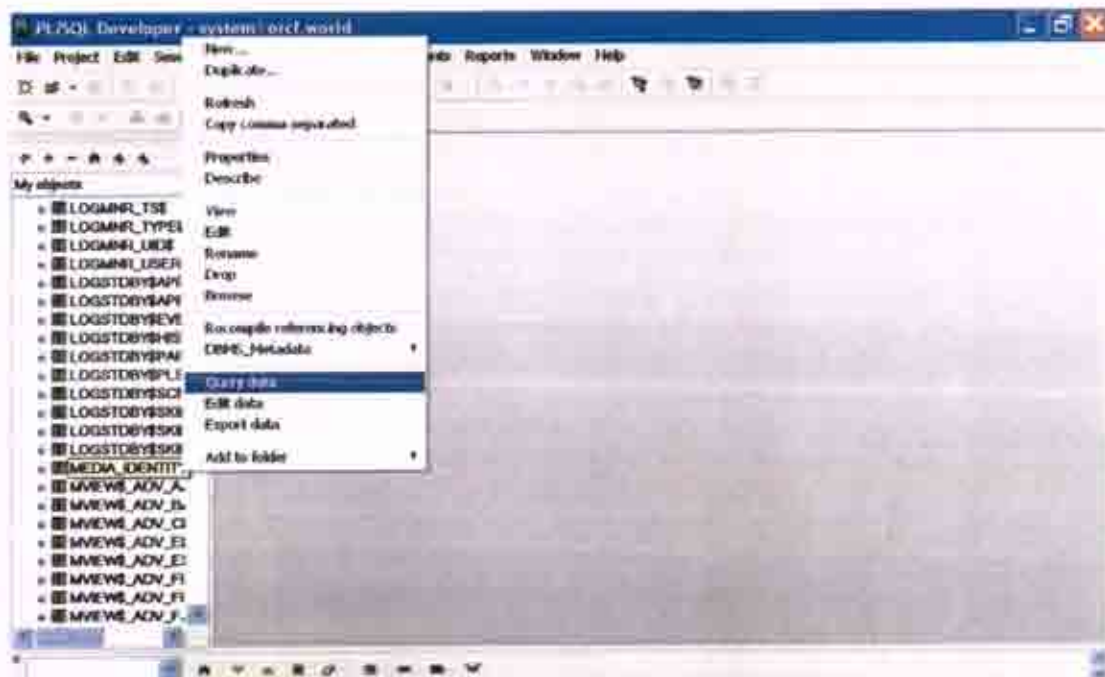 PL/SQL Developer - system@orcl.world
File Project Edit Sess
Reports Window Help
New...
Duplicate...
Refresh
Copy comma separated
Properties
Describe
View
Edit
Rename
Drop
Browse
Recompile referencing objects
DBMS_Metadata
Query data
Edit data
Export data
Add to folder
My objects
LOGMNR_TS$
LOGMNR_TYPE$
LOGMNR_UID$
LOGMNR_USER
LOGSTDBY$APP
LOGSTDBY$APP
LOGSTDBY$EVE
LOGSTDBY$HIS
LOGSTDBY$PAR
LOGSTDBY$PLS
LOGSTDBY$SCN
LOGSTDBY$SKI
LOGSTDBY$SKI
LOGSTDBY$SKI
MEDIA_IDENTIT
MVIEW$_ADV_A
MVIEW$_ADV_B
MVIEW$_ADV_CL
MVIEW$_ADV_EL
MVIEW$_ADV_E
MVIEW$_ADV_FI
MVIEW$_ADV_FI
MVIEW$_ADV_F